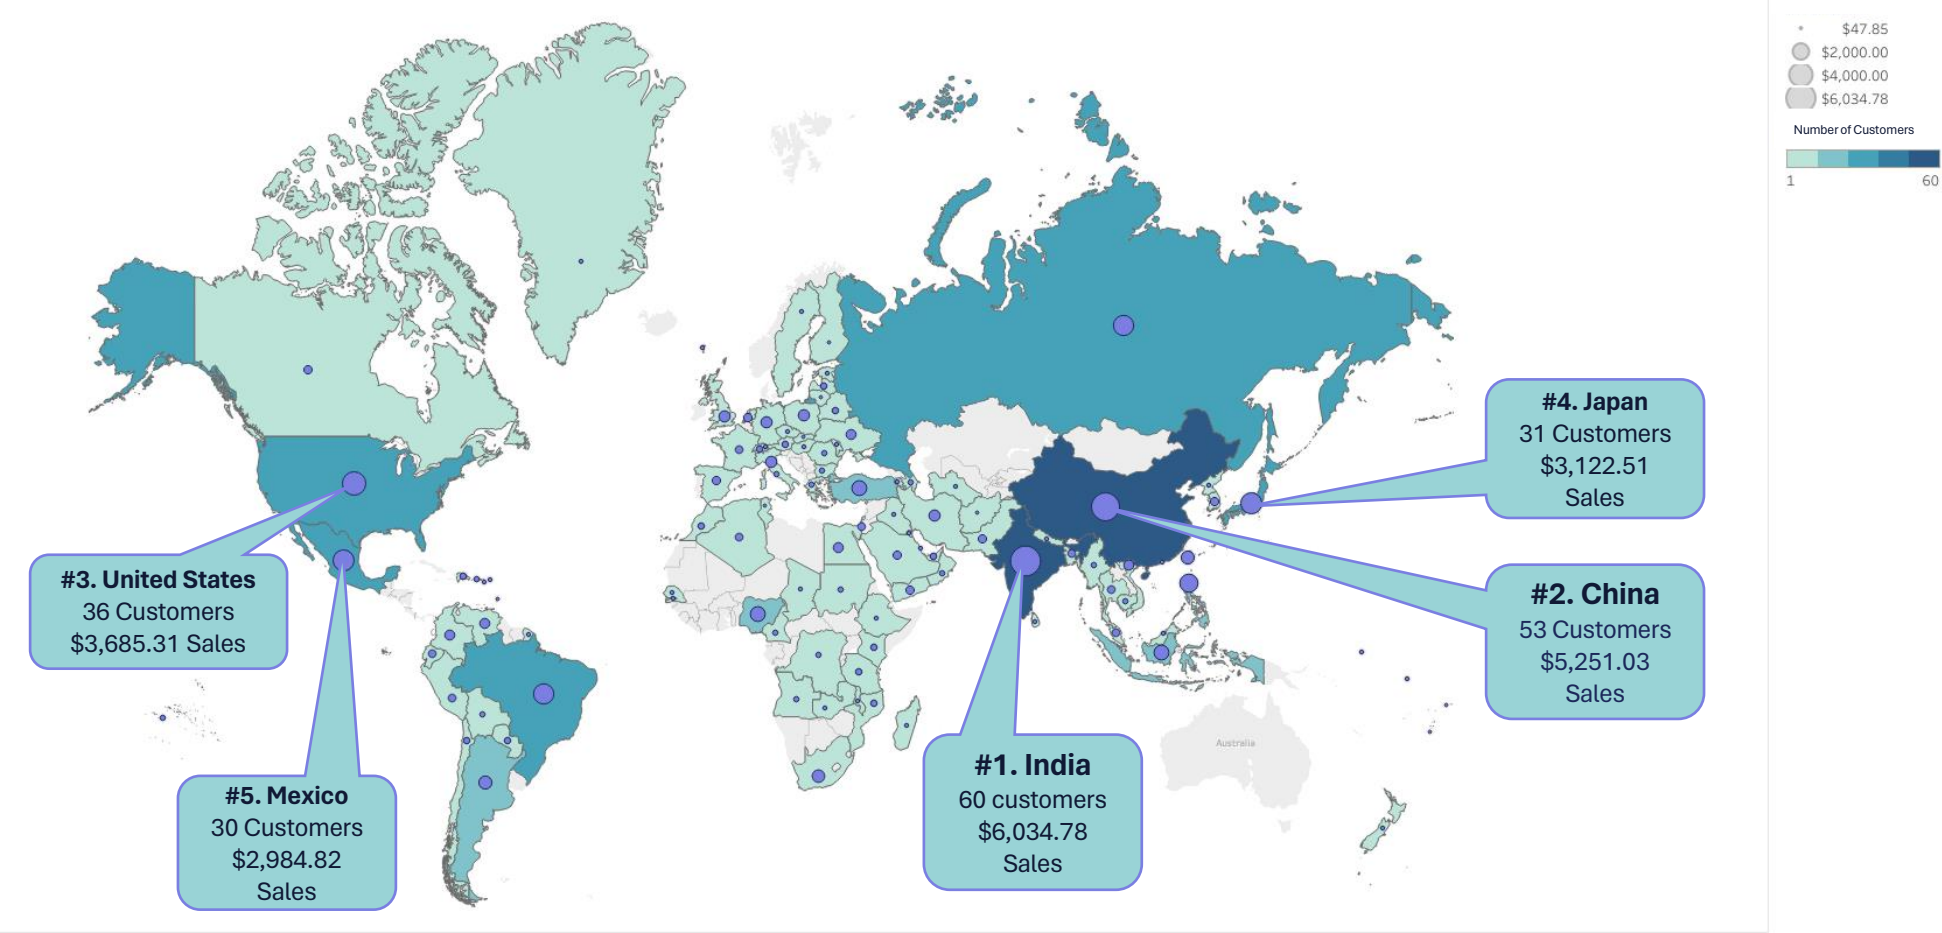 $47.85
$2,000.00
$4,000.00
$6,034.78
Number of Customers
1
60
#4. Japan
31 Customers
$3,122.51
Sales
#3. United States
36 Customers
$3,685.31 Sales
#2. China
53 Customers
$5,251.03
Sales
Australia
#1. India
60 customers
$6,034.78
Sales
#5. Mexico
30 Customers
$2,984.82
Sales